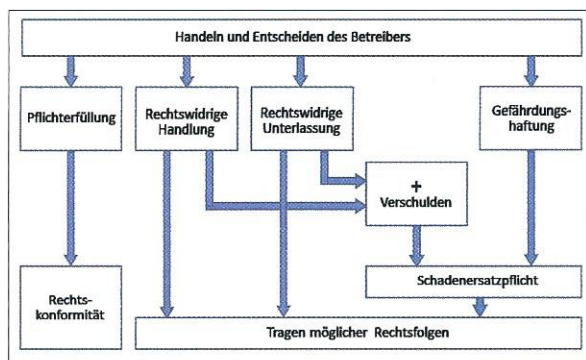 Handeln und Entscheiden des Betreibers
Pflichterfüllung
Rechtswidrige
Handlung
Rechtswidrige
Unterlassung
Gefährdungs-
haftung
+
Verschulden
Rechts-
konformität
Schadenersatzpflicht
Tragen möglicher Rechtsfolgen